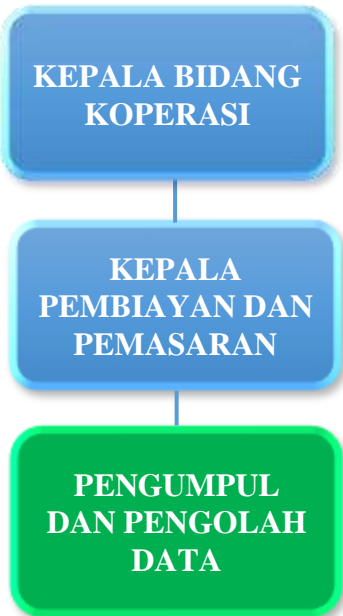 KEPALA BIDANG
KOPERASI
KEPALA
PEMBIAYAN DAN
PEMASARAN
PENGUMPUL
DAN PENGOLAH
DATA